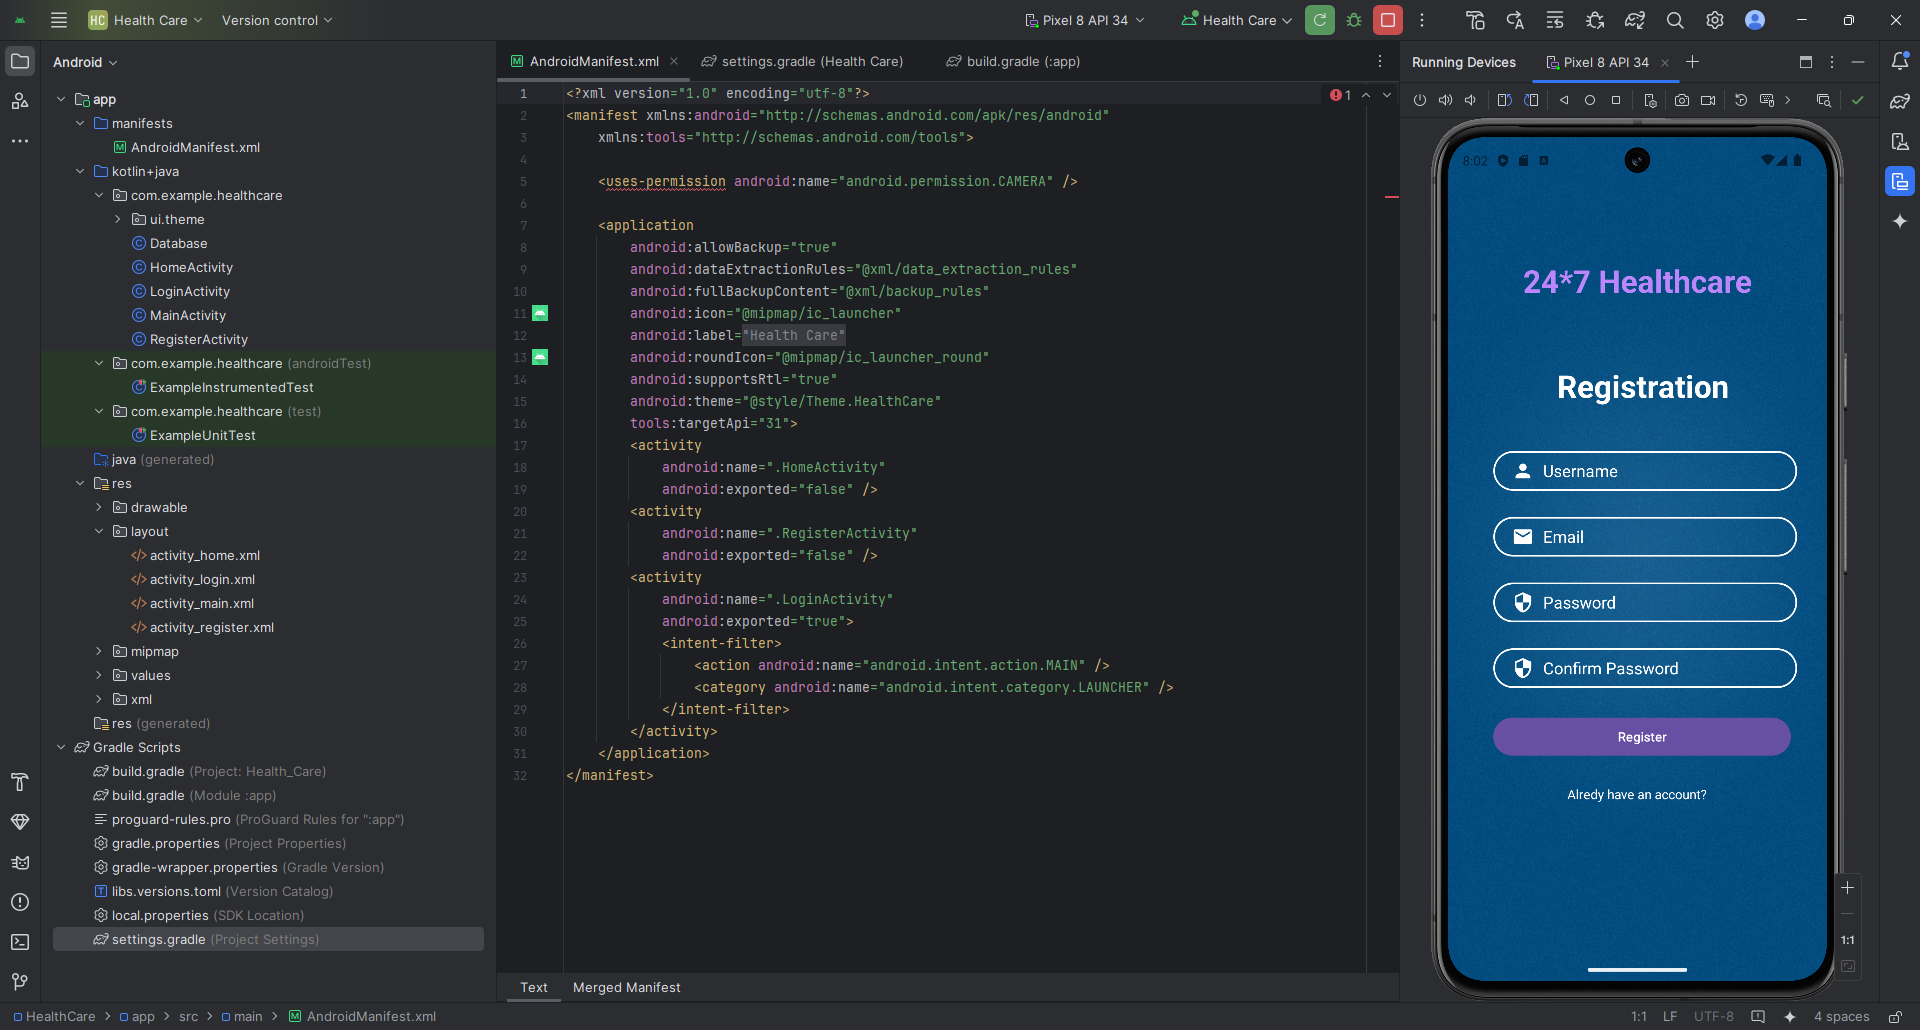 HC Health Care Version control Pixel 8 API 34 Health Care
Android
app
manifests
AndroidManifest.xml
kotlin+java
com.example.healthcare
ui.theme
Database
HomeActivity
LoginActivity
MainActivity
RegisterActivity
com.example.healthcare (androidTest)
ExampleInstrumentedTest
com.example.healthcare (test)
ExampleUnitTest
java (generated)
res
drawable
layout
activity_home.xml
activity_login.xml
activity_main.xml
activity_register.xml
mipmap
values
xml
res (generated)
Gradle Scripts
build.gradle (Project: Health_Care)
build.gradle (Module :app)
proguard-rules.pro (ProGuard Rules for ":app")
gradle.properties (Project Properties)
gradle-wrapper.properties (Gradle Version)
libs.versions.toml (Version Catalog)
local.properties (SDK Location)
settings.gradle (Project Settings)
AndroidManifest.xml settings.gradle (Health Care) build.gradle (:app)
1 <?xml version="1.0" encoding="utf-8"?> 1
2 <manifest xmlns:android="http://schemas.android.com/apk/res/android"
3 xmlns:tools="http://schemas.android.com/tools">
4
5 <uses-permission android:name="android.permission.CAMERA" />
6
7 <application
8 android:allowBackup="true"
9 android:dataExtractionRules="@xml/data_extraction_rules"
10 android:fullBackupContent="@xml/backup_rules"
11 android:icon="@mipmap/ic_launcher"
12 android:label="Health Care"
13 android:roundIcon="@mipmap/ic_launcher_round"
14 android:supportsRtl="true"
15 android:theme="@style/Theme.HealthCare"
16 tools:targetApi="31">
17 <activity
18 android:name=".HomeActivity"
19 android:exported="false" />
20 <activity
21 android:name=".RegisterActivity"
22 android:exported="false" />
23 <activity
24 android:name=".LoginActivity"
25 android:exported="true">
26 <intent-filter>
27 <action android:name="android.intent.action.MAIN" />
28 <category android:name="android.intent.category.LAUNCHER" />
29 </intent-filter>
30 </activity>
31 </application>
32 </manifest>
Text Merged Manifest
Running Devices Pixel 8 API 34
8:02
24*7 Healthcare
Registration
Username
Email
Password
Confirm Password
Register
Alredy have an account?
1:1
HealthCare app src main AndroidManifest.xml
1:1 LF UTF-8 4 spaces